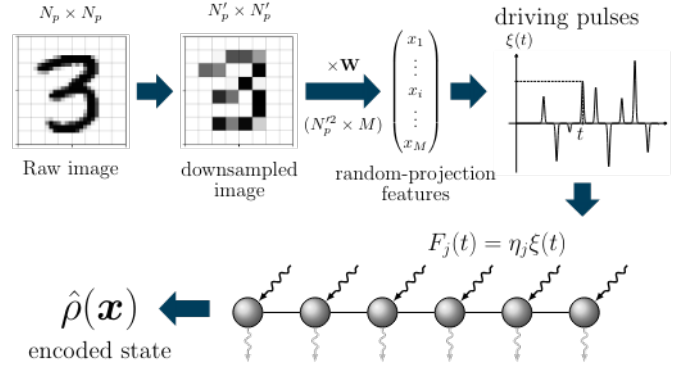 N_p × N_p
N'_p × N'_p
driving pulses
ξ(t)
×W
(N'^2_p × M)
x_1
⋮
x_i
⋮
x_M
t
Raw image
downsampled
image
random-projection
features
F_j(t) = η_jξ(t)
ρ̂(x)
encoded state